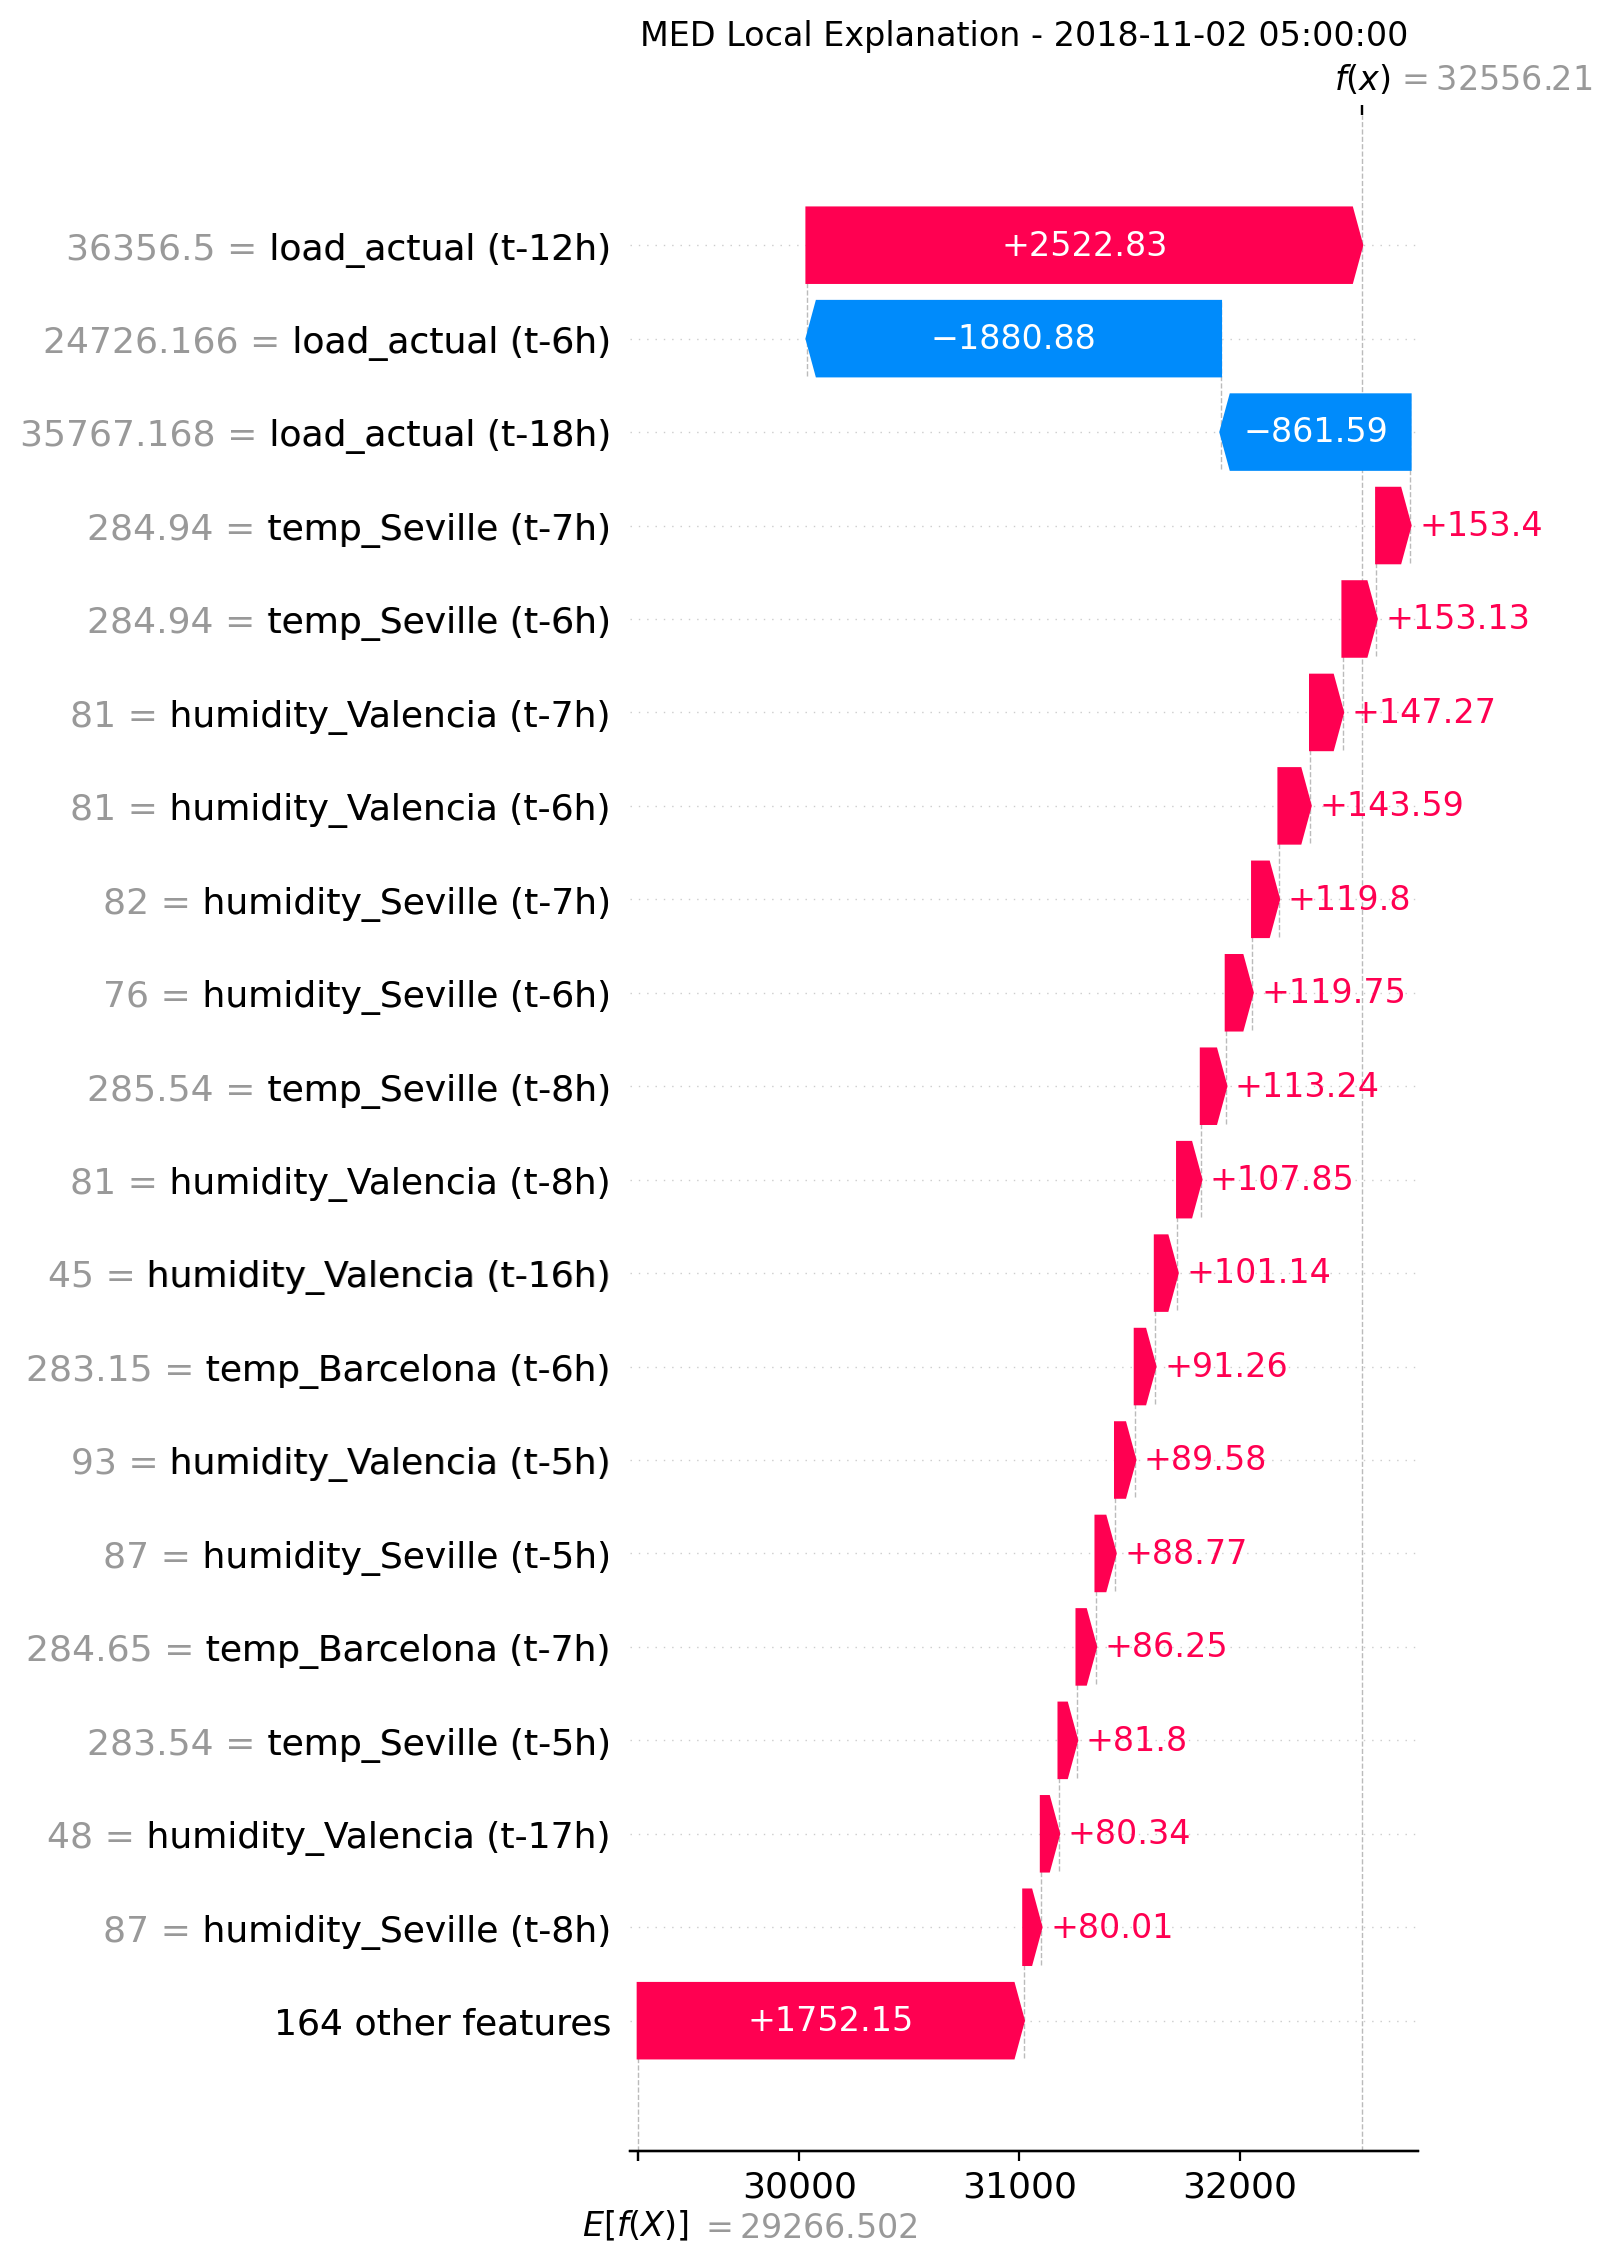 MED Local Explanation - 2018-11-02 05:00:00
f(x) = 32556.21
36356.5 = load_actual (t-12h) +2522.83
24726.166 = load_actual (t-6h) −1880.88
35767.168 = load_actual (t-18h) −861.59
284.94 = temp_Seville (t-7h) +153.4
284.94 = temp_Seville (t-6h) +153.13
81 = humidity_Valencia (t-7h) +147.27
81 = humidity_Valencia (t-6h) +143.59
82 = humidity_Seville (t-7h) +119.8
76 = humidity_Seville (t-6h) +119.75
285.54 = temp_Seville (t-8h) +113.24
81 = humidity_Valencia (t-8h) +107.85
45 = humidity_Valencia (t-16h) +101.14
283.15 = temp_Barcelona (t-6h) +91.26
93 = humidity_Valencia (t-5h) +89.58
87 = humidity_Seville (t-5h) +88.77
284.65 = temp_Barcelona (t-7h) +86.25
283.54 = temp_Seville (t-5h) +81.8
48 = humidity_Valencia (t-17h) +80.34
87 = humidity_Seville (t-8h) +80.01
164 other features +1752.15
30000 31000 32000
E[f(X)] = 29266.502